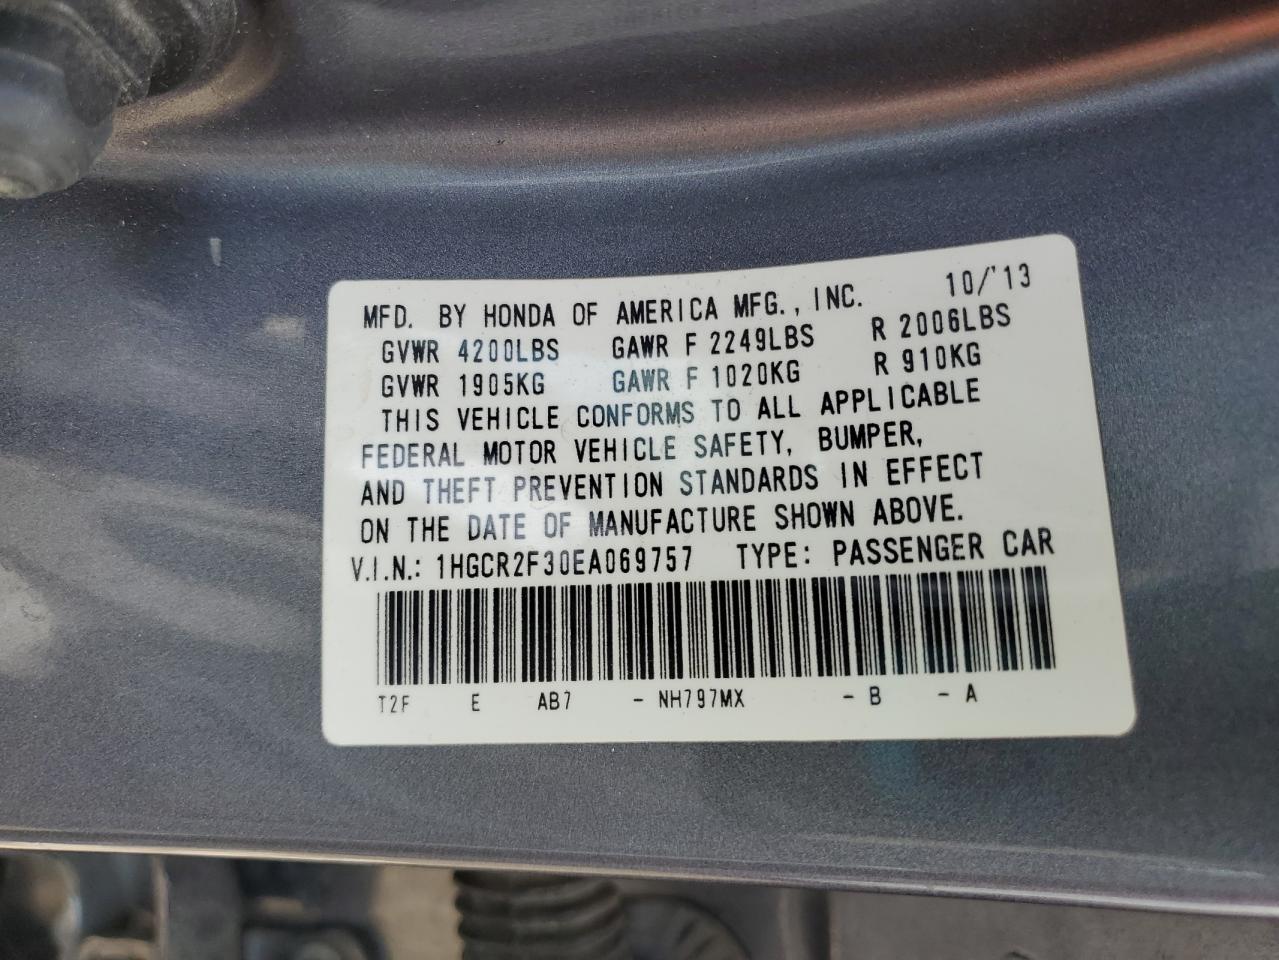 MFD. BY HONDA OF AMERICA MFG., INC. 10/'13
GVWR 4200LBS GAWR F 2249LBS R 2006LBS
GVWR 1905KG GAWR F 1020KG R 910KG
THIS VEHICLE CONFORMS TO ALL APPLICABLE
FEDERAL MOTOR VEHICLE SAFETY, BUMPER,
AND THEFT PREVENTION STANDARDS IN EFFECT
ON THE DATE OF MANUFACTURE SHOWN ABOVE.
V.I.N.: 1HGCR2F30EA069757 TYPE: PASSENGER CAR
T2F E AB7 - NH797MX - B - A